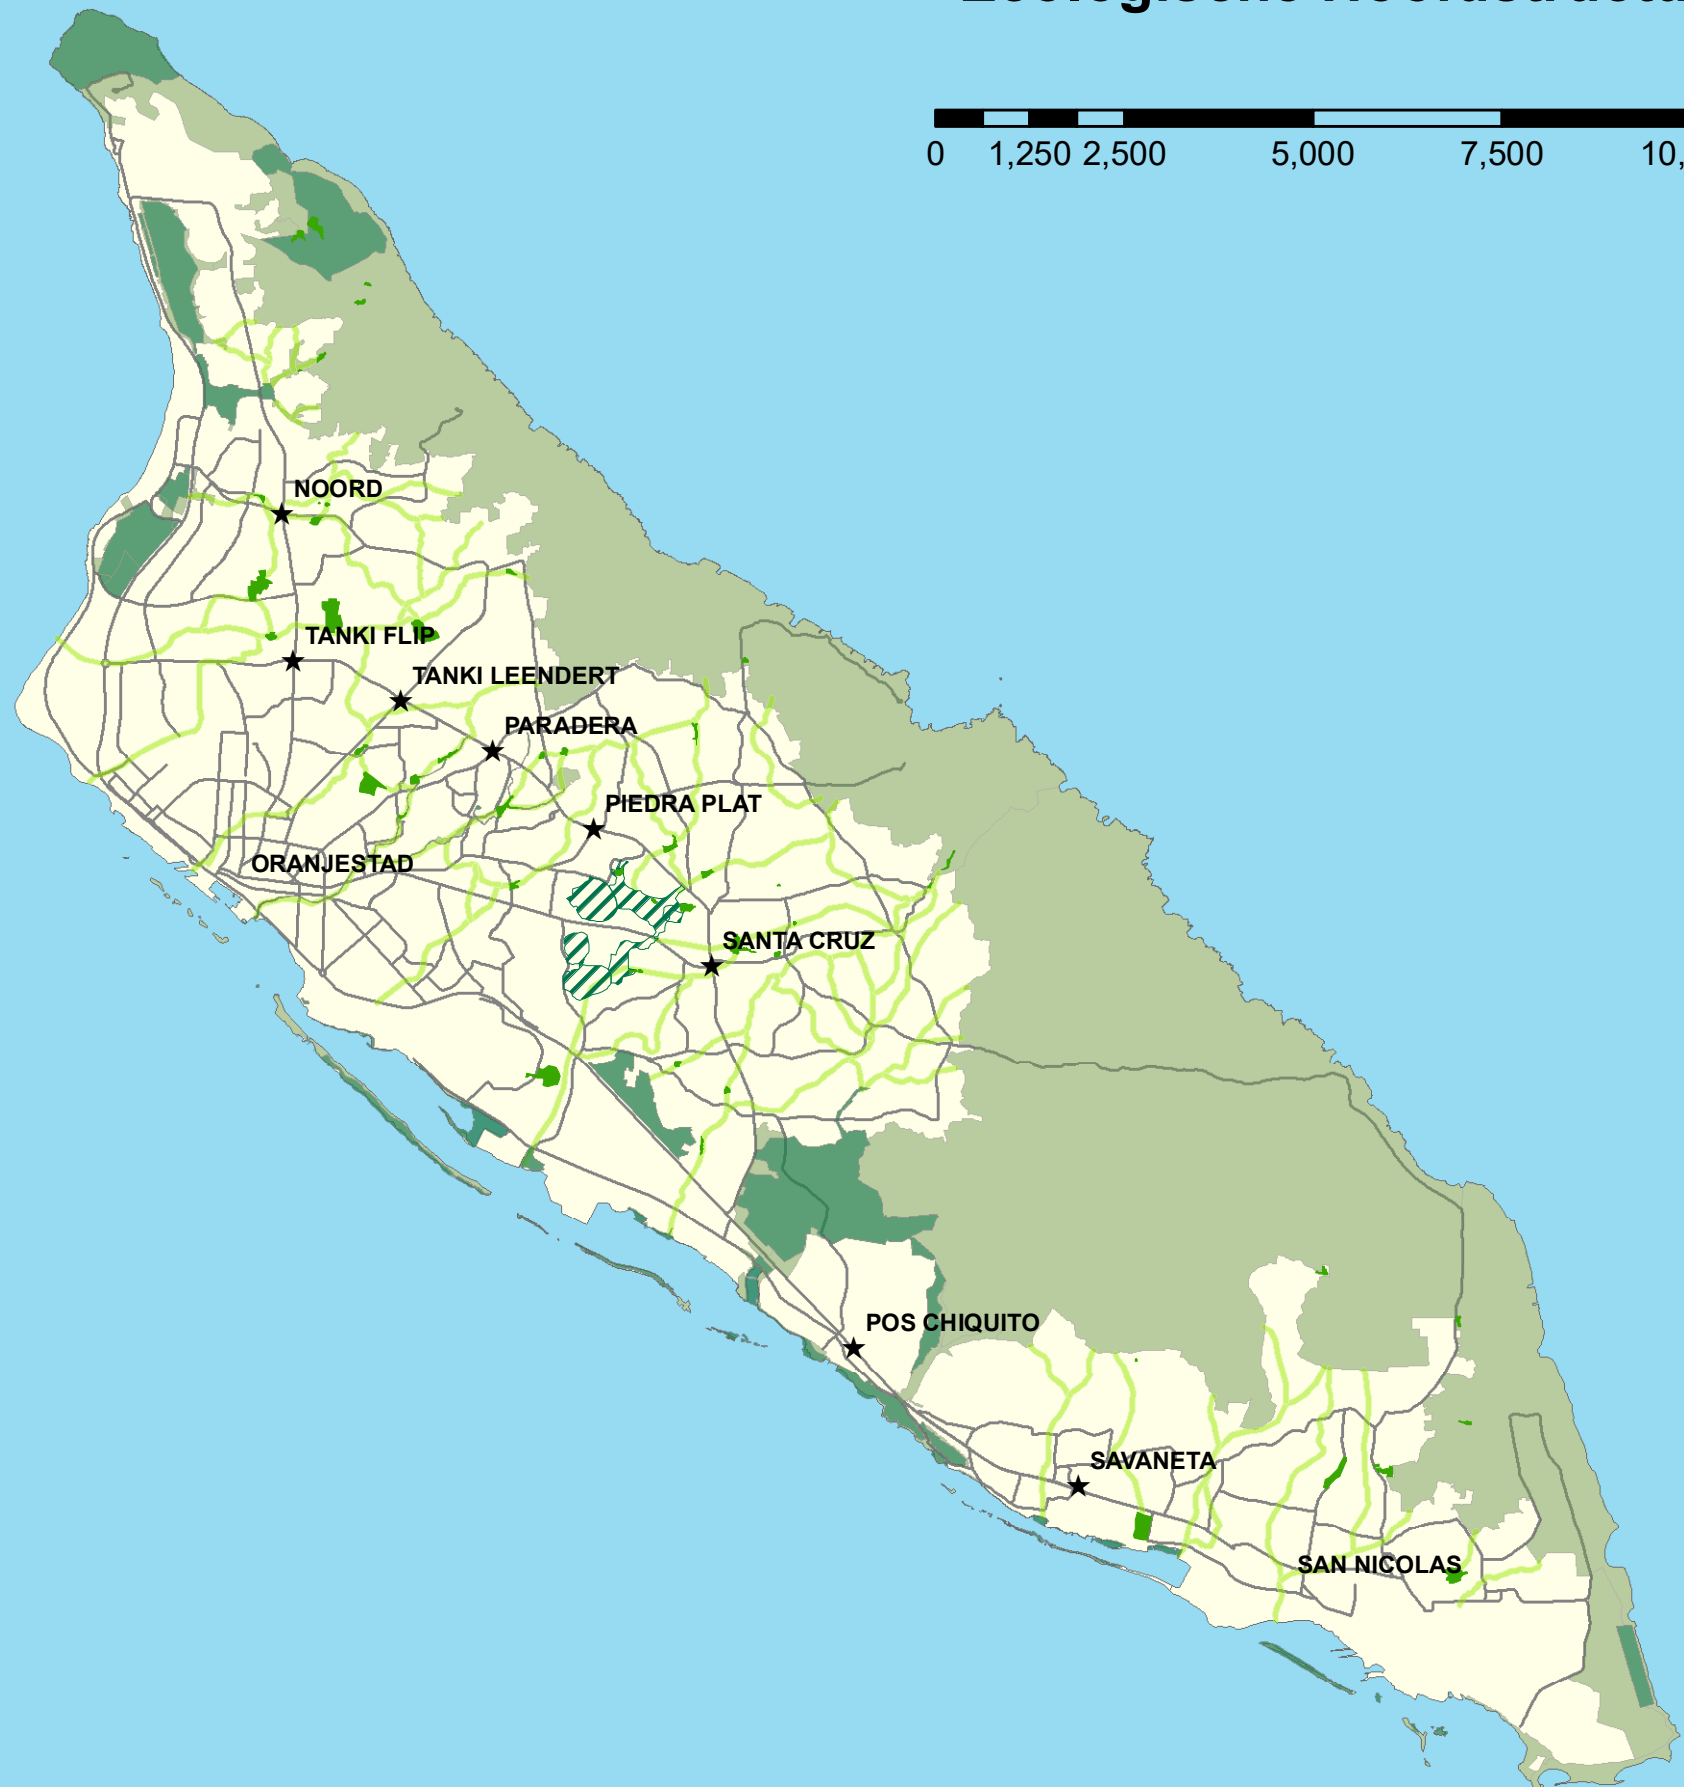 0 1,250 2,500 5,000 7,500 10,
NOORD
TANKI FLIP
TANKI LEENDERT
PARADERA
PIEDRA PLAT
ORANJESTAD
SANTA CRUZ
POS CHIQUITO
SAVANETA
SAN NICOLAS